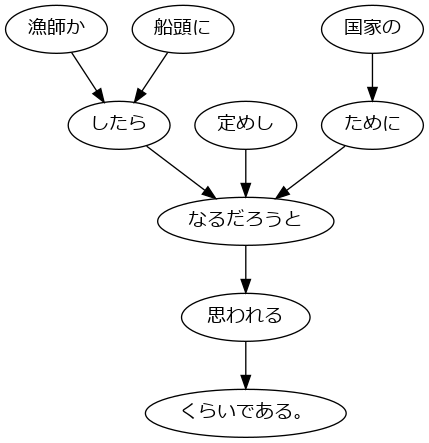 漁師か 船頭に 国家の
したら 定めし ために
なるだろうと
思われる
くらいである。